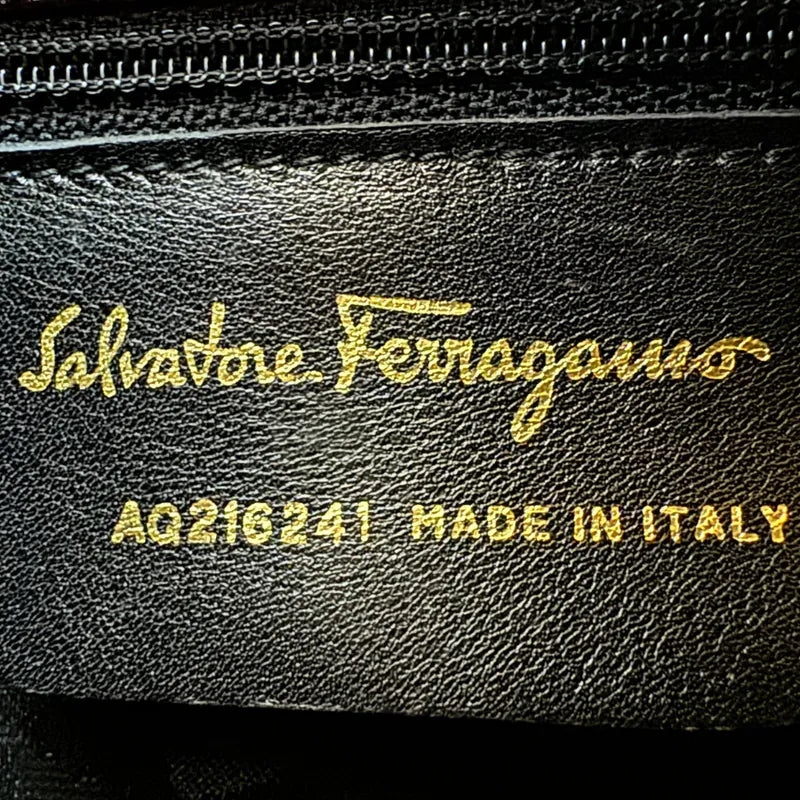 Salvatore Ferragamo
AQ216241 MADE IN ITALY